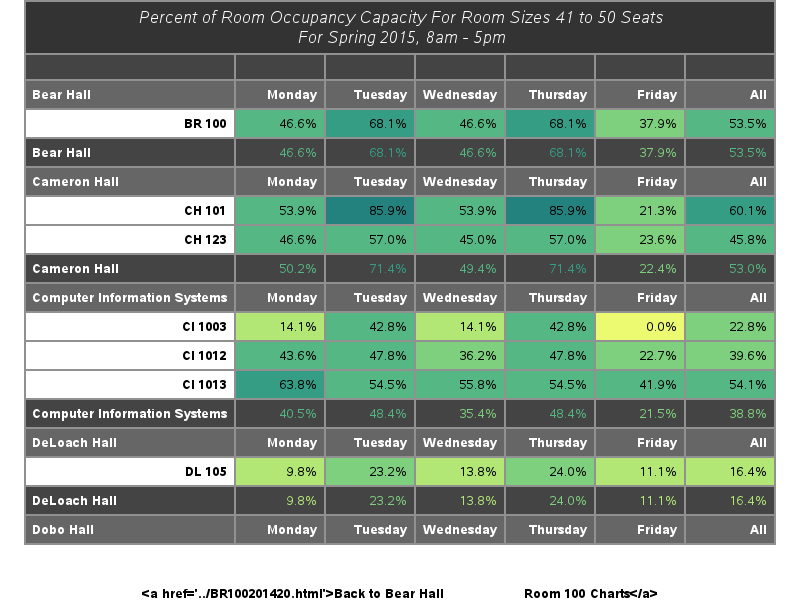 Percent of Room Occupancy Capacity For Room Sizes 41 to 50 Seats
For Spring 2015, 8am - 5pm
Bear Hall Monday Tuesday Wednesday Thursday Friday All
BR 100 46.6% 68.1% 46.6% 68.1% 37.9% 53.5%
Bear Hall 46.6% 68.1% 46.6% 68.1% 37.9% 53.5%
Cameron Hall Monday Tuesday Wednesday Thursday Friday All
CH 101 53.9% 85.9% 53.9% 85.9% 21.3% 60.1%
CH 123 46.6% 57.0% 45.0% 57.0% 23.6% 45.8%
Cameron Hall 50.2% 71.4% 49.4% 71.4% 22.4% 53.0%
Computer Information Systems Monday Tuesday Wednesday Thursday Friday All
CI 1003 14.1% 42.8% 14.1% 42.8% 0.0% 22.8%
CI 1012 43.6% 47.8% 36.2% 47.8% 22.7% 39.6%
CI 1013 63.8% 54.5% 55.8% 54.5% 41.9% 54.1%
Computer Information Systems 40.5% 48.4% 35.4% 48.4% 21.5% 38.8%
DeLoach Hall Monday Tuesday Wednesday Thursday Friday All
DL 105 9.8% 23.2% 13.8% 24.0% 11.1% 16.4%
DeLoach Hall 9.8% 23.2% 13.8% 24.0% 11.1% 16.4%
Dobo Hall Monday Tuesday Wednesday Thursday Friday All
<a href='../BR100201420.html'>Back to Bear Hall Room 100 Charts</a>